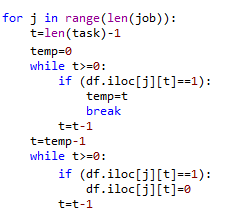 for j in range(len(job)):
    t=len(task)-1
    temp=0
    while t>=0:
        if (df.iloc[j][t]==1):
            temp=t
            break
        t=t-1
    t=temp-1
    while t>=0:
        if (df.iloc[j][t]==1):
            df.iloc[j][t]=0
        t=t-1